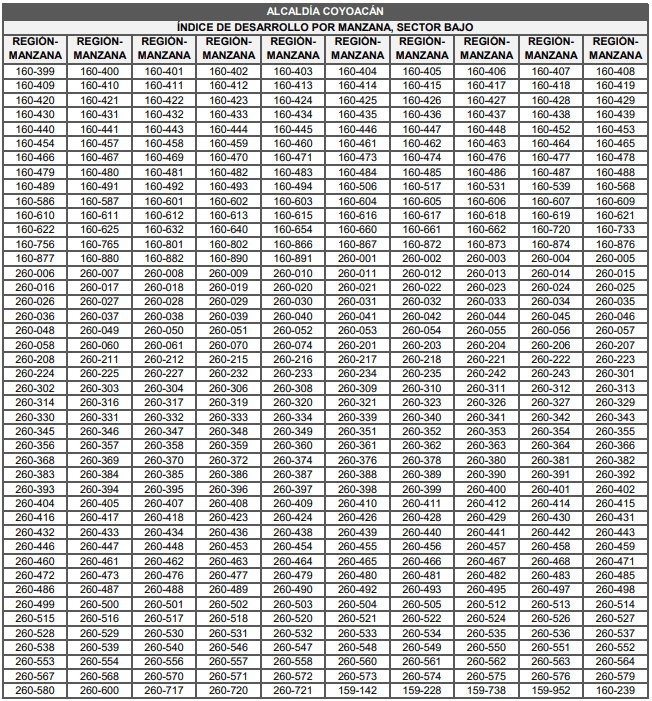 ALCALDÍA COYOACÁN
ÍNDICE DE DESARROLLO POR MANZANA, SECTOR BAJO
REGIÓN- REGIÓN- REGIÓN- REGIÓN- REGIÓN- REGIÓN- REGIÓN- REGIÓN- REGIÓN- REGIÓN-
MANZANA MANZANA MANZANA MANZANA MANZANA MANZANA MANZANA MANZANA MANZANA MANZANA
160-399 160-400 160-401 160-402 160-403 160-404 160-405 160-406 160-407 160-408
160-409 160-410 160-411 160-412 160-413 160-414 160-415 160-417 160-418 160-419
160-420 160-421 160-422 160-423 160-424 160-425 160-426 160-427 160-428 160-429
160-430 160-431 160-432 160-433 160-434 160-435 160-436 160-437 160-438 160-439
160-440 160-441 160-443 160-444 160-445 160-446 160-447 160-448 160-452 160-453
160-454 160-457 160-458 160-459 160-460 160-461 160-462 160-463 160-464 160-465
160-466 160-467 160-469 160-470 160-471 160-473 160-474 160-476 160-477 160-478
160-479 160-480 160-481 160-482 160-483 160-484 160-485 160-486 160-487 160-488
160-489 160-491 160-492 160-493 160-494 160-506 160-517 160-531 160-539 160-568
160-586 160-587 160-601 160-602 160-603 160-604 160-605 160-606 160-607 160-609
160-610 160-611 160-612 160-613 160-615 160-616 160-617 160-618 160-619 160-621
160-622 160-625 160-632 160-640 160-654 160-660 160-661 160-662 160-720 160-733
160-756 160-765 160-801 160-802 160-866 160-867 160-872 160-873 160-874 160-876
160-877 160-880 160-882 160-890 160-891 260-001 260-002 260-003 260-004 260-005
260-006 260-007 260-008 260-009 260-010 260-011 260-012 260-013 260-014 260-015
260-016 260-017 260-018 260-019 260-020 260-021 260-022 260-023 260-024 260-025
260-026 260-027 260-028 260-029 260-030 260-031 260-032 260-033 260-034 260-035
260-036 260-037 260-038 260-039 260-040 260-041 260-042 260-044 260-045 260-046
260-048 260-049 260-050 260-051 260-052 260-053 260-054 260-055 260-056 260-057
260-058 260-060 260-061 260-070 260-074 260-201 260-203 260-204 260-206 260-207
260-208 260-211 260-212 260-215 260-216 260-217 260-218 260-221 260-222 260-223
260-224 260-225 260-227 260-232 260-233 260-234 260-235 260-242 260-243 260-301
260-302 260-303 260-304 260-306 260-308 260-309 260-310 260-311 260-312 260-313
260-314 260-316 260-317 260-319 260-320 260-321 260-323 260-326 260-327 260-329
260-330 260-331 260-332 260-333 260-334 260-339 260-340 260-341 260-342 260-343
260-345 260-346 260-347 260-348 260-349 260-351 260-352 260-353 260-354 260-355
260-356 260-357 260-358 260-359 260-360 260-361 260-362 260-363 260-364 260-366
260-368 260-369 260-370 260-372 260-374 260-376 260-378 260-380 260-381 260-382
260-383 260-384 260-385 260-386 260-387 260-388 260-389 260-390 260-391 260-392
260-393 260-394 260-395 260-396 260-397 260-398 260-399 260-400 260-401 260-402
260-404 260-405 260-407 260-408 260-409 260-410 260-411 260-412 260-414 260-415
260-416 260-417 260-418 260-423 260-424 260-426 260-428 260-429 260-430 260-431
260-432 260-433 260-434 260-436 260-438 260-439 260-440 260-441 260-442 260-443
260-446 260-447 260-448 260-453 260-454 260-455 260-456 260-457 260-458 260-459
260-460 260-461 260-462 260-463 260-464 260-465 260-466 260-467 260-468 260-471
260-472 260-473 260-476 260-477 260-479 260-480 260-481 260-482 260-483 260-485
260-486 260-487 260-488 260-489 260-490 260-492 260-493 260-495 260-497 260-498
260-499 260-500 260-501 260-502 260-503 260-504 260-505 260-512 260-513 260-514
260-515 260-516 260-517 260-518 260-520 260-521 260-522 260-524 260-526 260-527
260-528 260-529 260-530 260-531 260-532 260-533 260-534 260-535 260-536 260-537
260-538 260-539 260-540 260-546 260-547 260-548 260-549 260-550 260-551 260-552
260-553 260-554 260-556 260-557 260-558 260-560 260-561 260-562 260-563 260-564
260-567 260-568 260-570 260-571 260-572 260-573 260-574 260-575 260-576 260-579
260-580 260-600 260-717 260-720 260-721 159-142 159-228 159-738 159-952 160-239